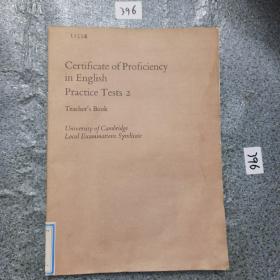 396
Certificate of Proficiency
in English
Practice Tests 2
Teacher's Book
University of Cambridge
Local Examinations Syndicate
396